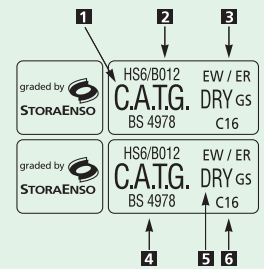 1 2 3
graded by
STORAENSO
HS6/B012 EW / ER
C.A.T.G. DRY GS
BS 4978 C16
graded by
STORAENSO
HS6/B012 EW / ER
C.A.T.G. DRY GS
BS 4978 C16
4 5 6